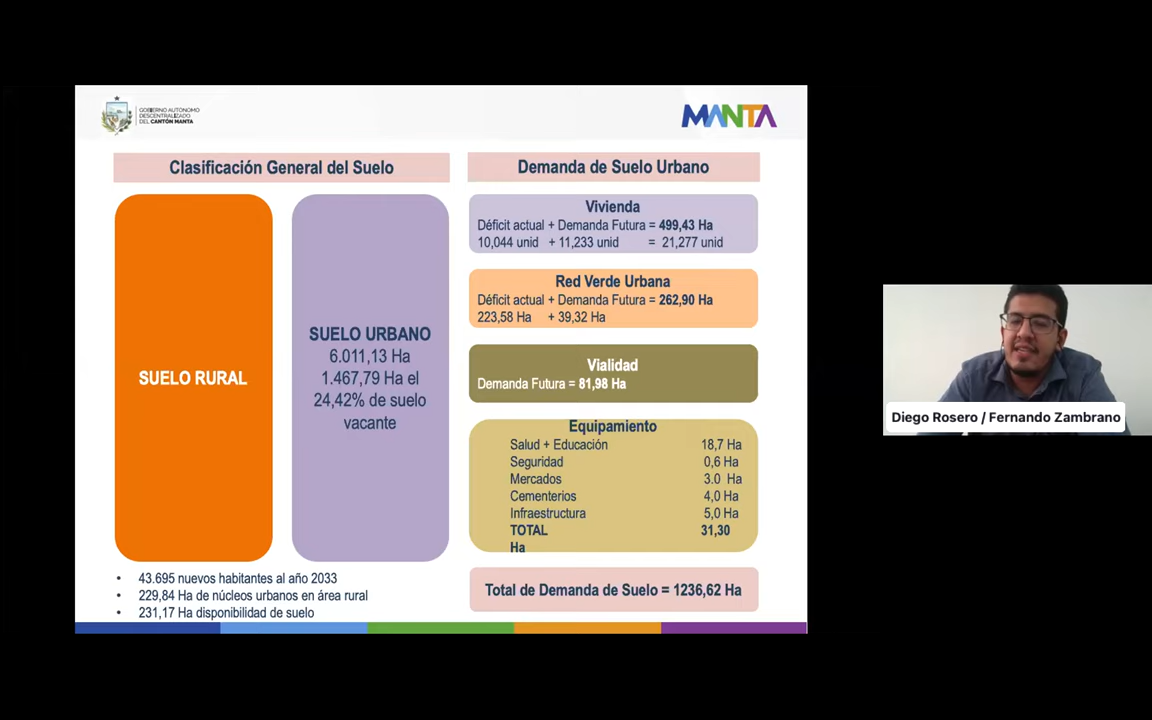 GOBIERNO AUTÓNOMO
DESCENTRALIZADO
DEL CANTÓN MANTA
MANTA
Clasificación General del Suelo
Demanda de Suelo Urbano
SUELO RURAL
SUELO URBANO
6.011,13 Ha
1.467,79 Ha el
24,42% de suelo
vacante
Vivienda
Déficit actual + Demanda Futura = 499,43 Ha
10,044 unid + 11,233 unid = 21,277 unid
Red Verde Urbana
Déficit actual + Demanda Futura = 262,90 Ha
223,58 Ha + 39,32 Ha
Vialidad
Demanda Futura = 81,98 Ha
Equipamiento
Salud + Educación 18,7 Ha
Seguridad 0,6 Ha
Mercados 3.0 Ha
Cementerios 4,0 Ha
Infraestructura 5,0 Ha
TOTAL 31,30
Ha
Total de Demanda de Suelo = 1236,62 Ha
• 43.695 nuevos habitantes al año 2033
• 229,84 Ha de núcleos urbanos en área rural
• 231,17 Ha disponibilidad de suelo
Diego Rosero / Fernando Zambrano